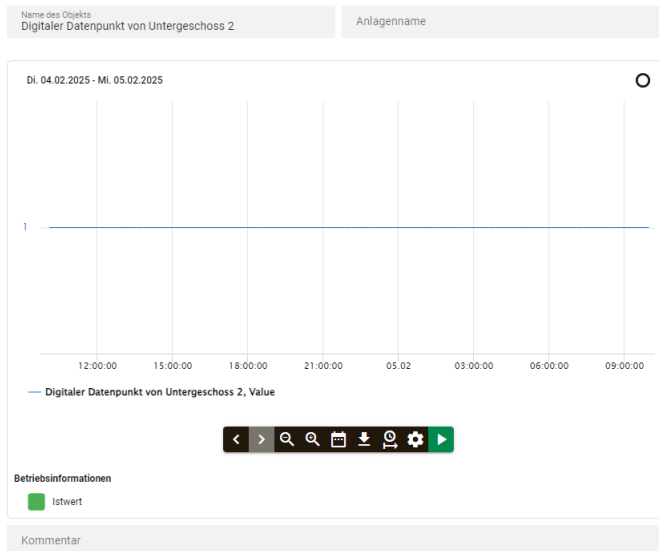 Name des Objekts
Digitaler Datenpunkt von Untergeschoss 2
Anlagenname
Di. 04.02.2025 - Mi. 05.02.2025
1
12:00:00 15:00:00 18:00:00 21:00:00 05.02 03:00:00 06:00:00 09:00:00
Digitaler Datenpunkt von Untergeschoss 2, Value
Betriebsinformationen
Istwert
Kommentar